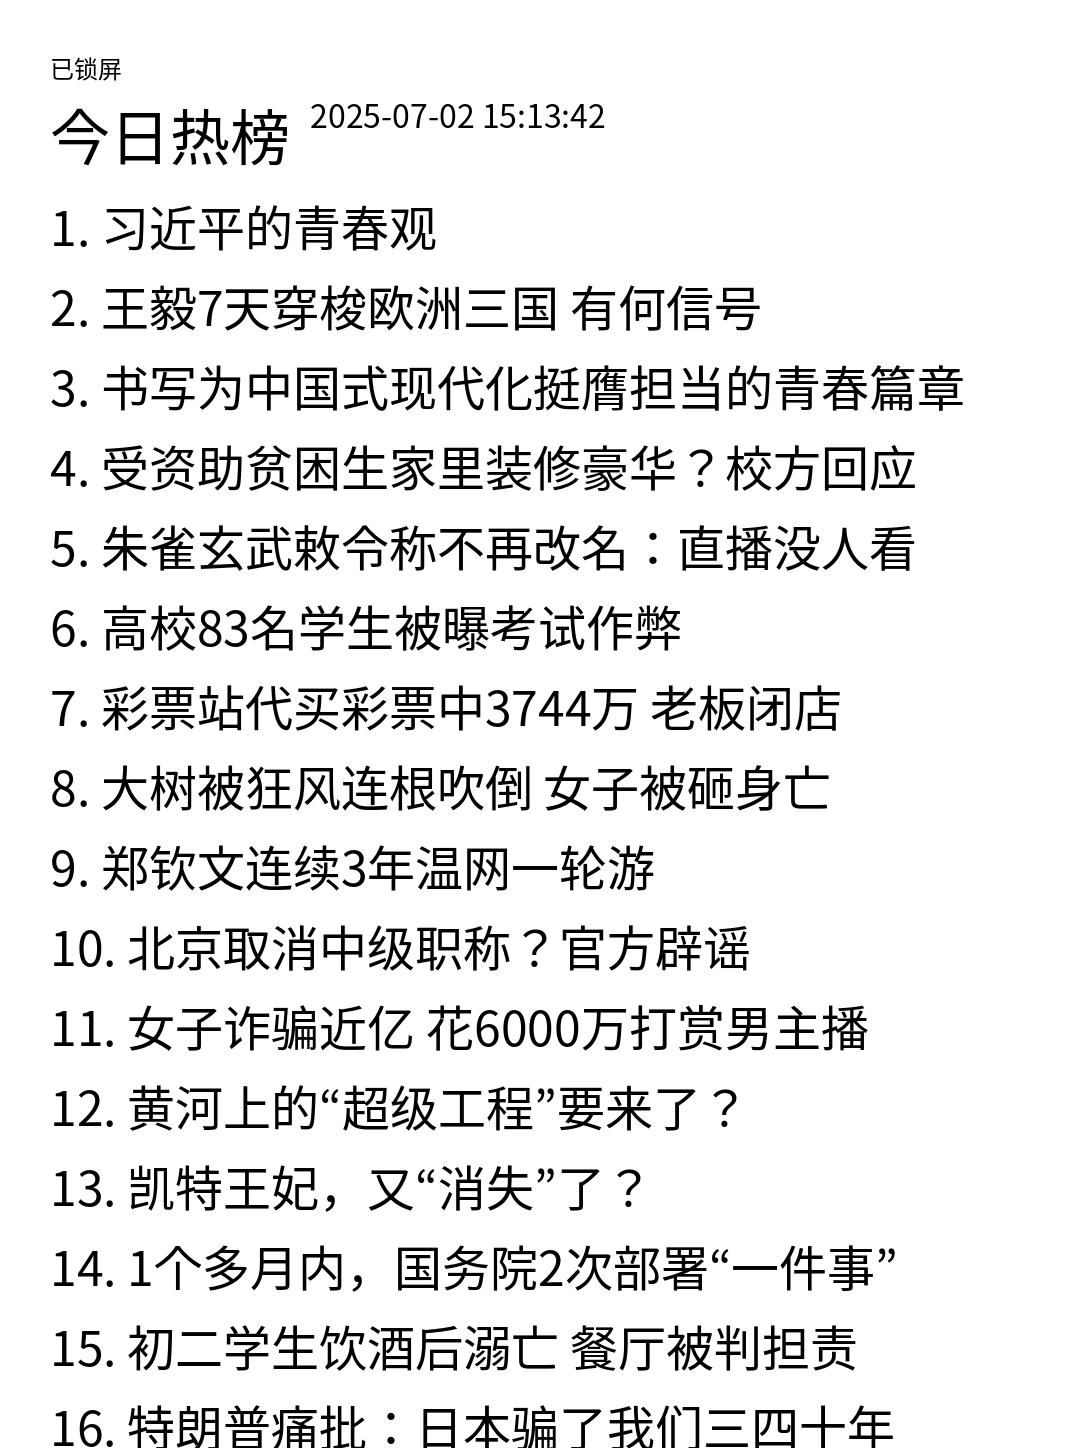 已锁屏
今日热榜 2025-07-02 15:13:42
1. 习近平的青春观
2. 王毅7天穿梭欧洲三国 有何信号
3. 书写为中国式现代化挺膺担当的青春篇章
4. 受资助贫困生家里装修豪华？校方回应
5. 朱雀玄武敕令称不再改名：直播没人看
6. 高校83名学生被曝考试作弊
7. 彩票站代买彩票中3744万 老板闭店
8. 大树被狂风连根吹倒 女子被砸身亡
9. 郑钦文连续3年温网一轮游
10. 北京取消中级职称？官方辟谣
11. 女子诈骗近亿 花6000万打赏男主播
12. 黄河上的“超级工程”要来了？
13. 凯特王妃，又“消失”了？
14. 1个多月内，国务院2次部署“一件事”
15. 初二学生饮酒后溺亡 餐厅被判担责
16. 特朗普痛批：日本骗了我们三四十年